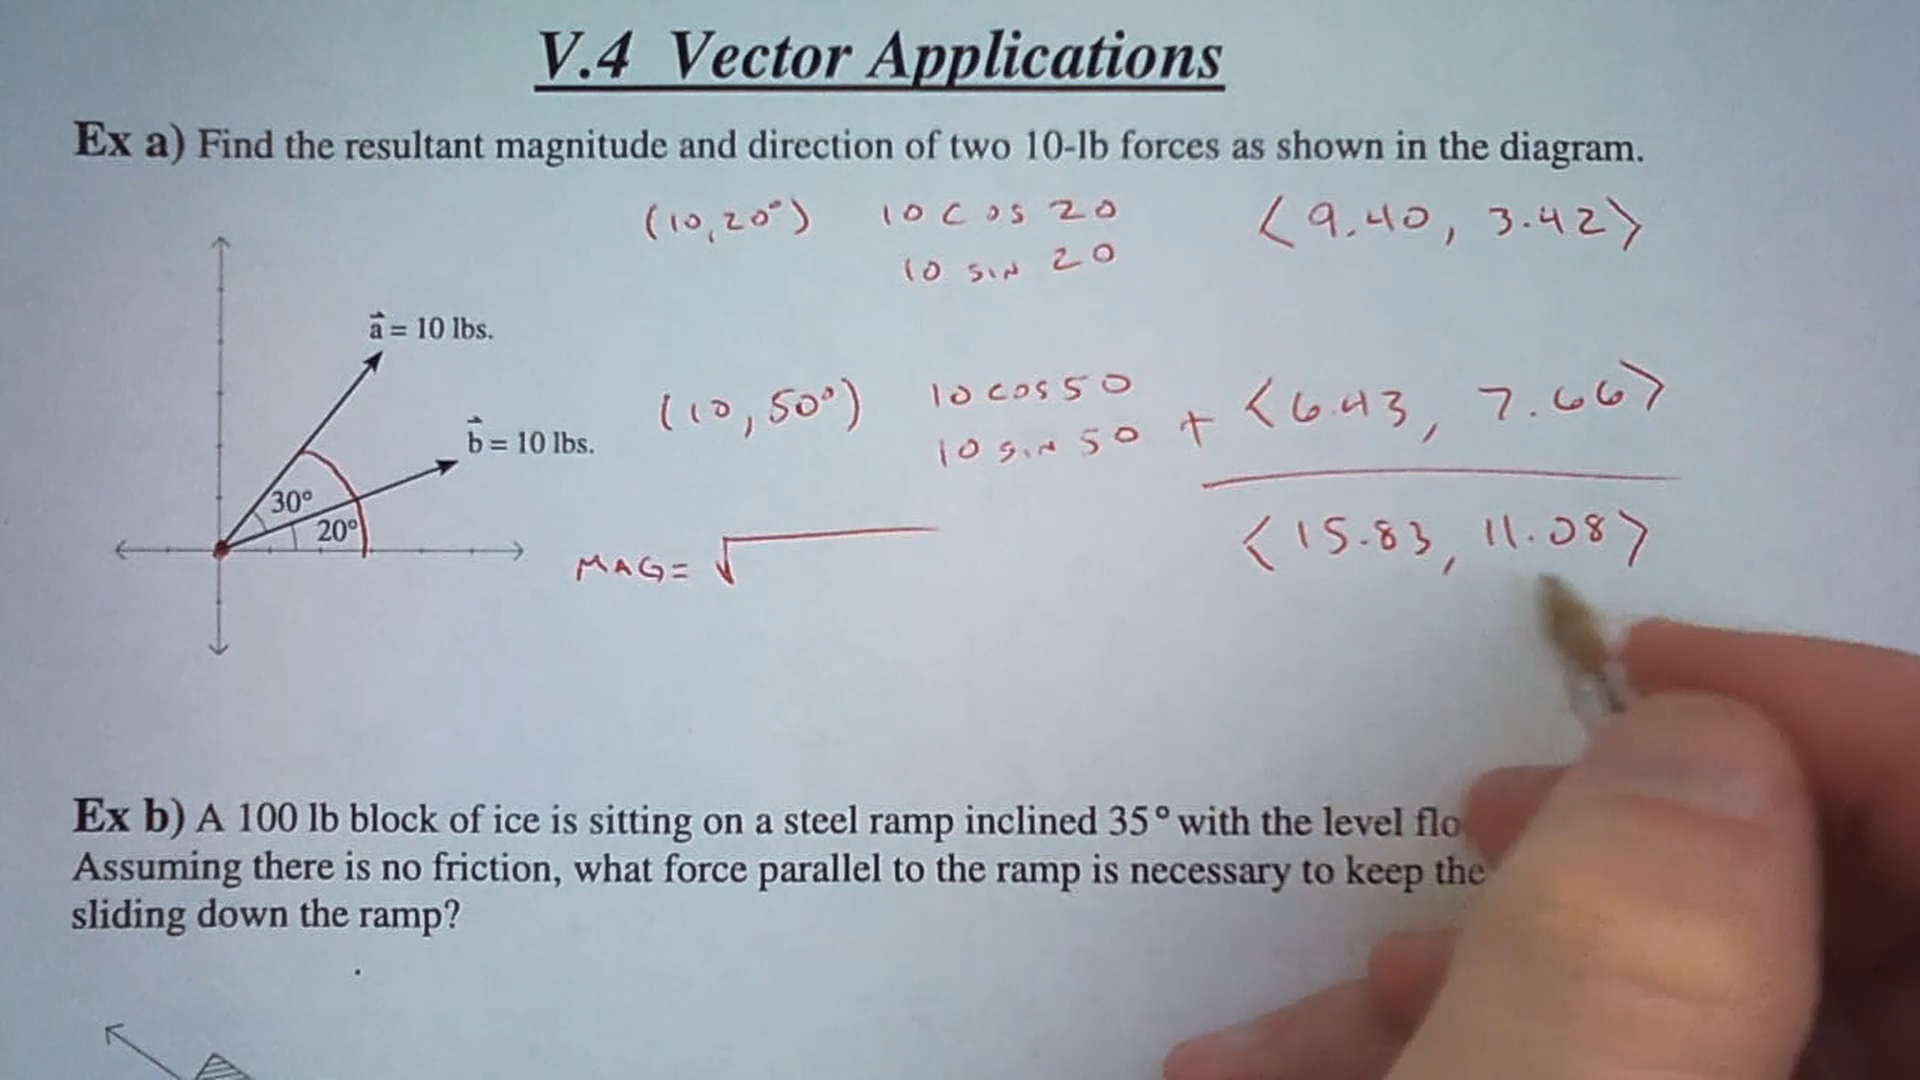 V.4 Vector Applications
Ex a) Find the resultant magnitude and direction of two 10-lb forces as shown in the diagram.
(10,20°) 10 cos 20 <9.40, 3.42>
10 sin 20
a = 10 lbs.
(10,50°) 10 cos 50 + <6.43, 7.66>
10 sin 50
b = 10 lbs.
30°
20°
MAG = √ <15.83, 11.08>
Ex b) A 100 lb block of ice is sitting on a steel ramp inclined 35° with the level flo
Assuming there is no friction, what force parallel to the ramp is necessary to keep the
sliding down the ramp?